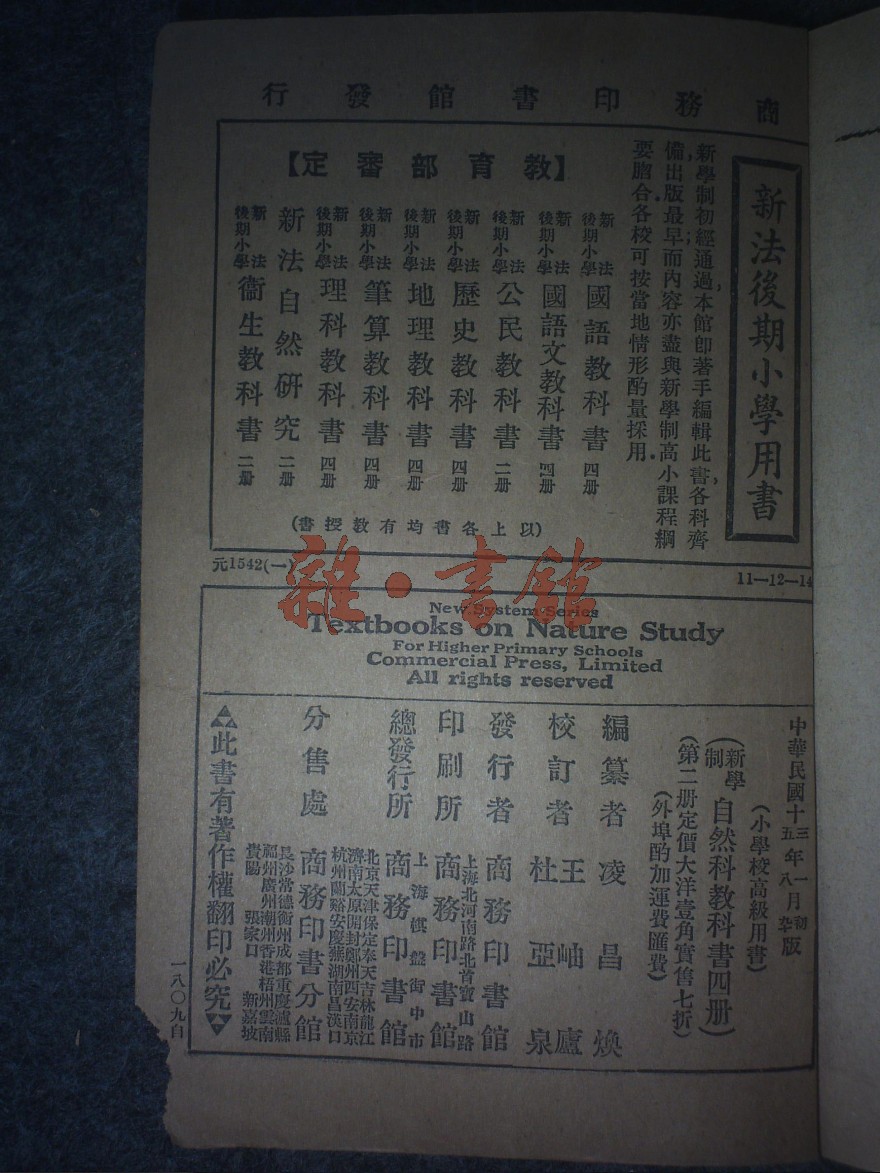 商務印書館發行
新法後期小學用書
新學制初經通過,本館卽著手編輯此書,各科齊
備出版最早;而內容亦盡與新學制高小課程綱
要脗合各校可按當地情形酌量採用.
【教育部審定】
新法後期小學 國語教科書 四册
新法後期小學 國語文教科書 四册
新法後期小學 公民教科書 二册
新法後期小學 歷史教科書 四册
新法後期小學 地理教科書 四册
新法後期小學 筆算教科書 四册
新法後期小學 理科教科書 四册
新法自然研究 二册
新法後期小學 衞生教科書 二册
(以上各書均有教授書)
元1542(一)
11—12—14
雜·書館
New System Series
Textbooks on Nature Study
For Higher Primary Schools
Commercial Press, Limited
All rights reserved
中華民國十三年一月初版
五年八月
(小學校高級用書)
(新學制)自然科教科書四册)
(第二册定價大洋壹角實售七折)
(外埠酌加運費匯費)
編纂者 凌昌煥
校訂者 王岫廬
杜亞泉
發行者 商務印書館
印刷所 上海北河南路北首寶山路
商務印書館
總發行所 上海棋盤街中市
商務印書館
分售處 商務印書分館
北京天津保定奉天吉林龍江
濟南太原開封鄭州西安南京
杭州蘭谿安慶蕪湖南昌漢口
長沙常德衡州成都重慶瀘縣
福州廣州潮州香港梧州雲南
貴陽 張家口 新嘉坡
此書有著作權翻印必究
一八〇九自